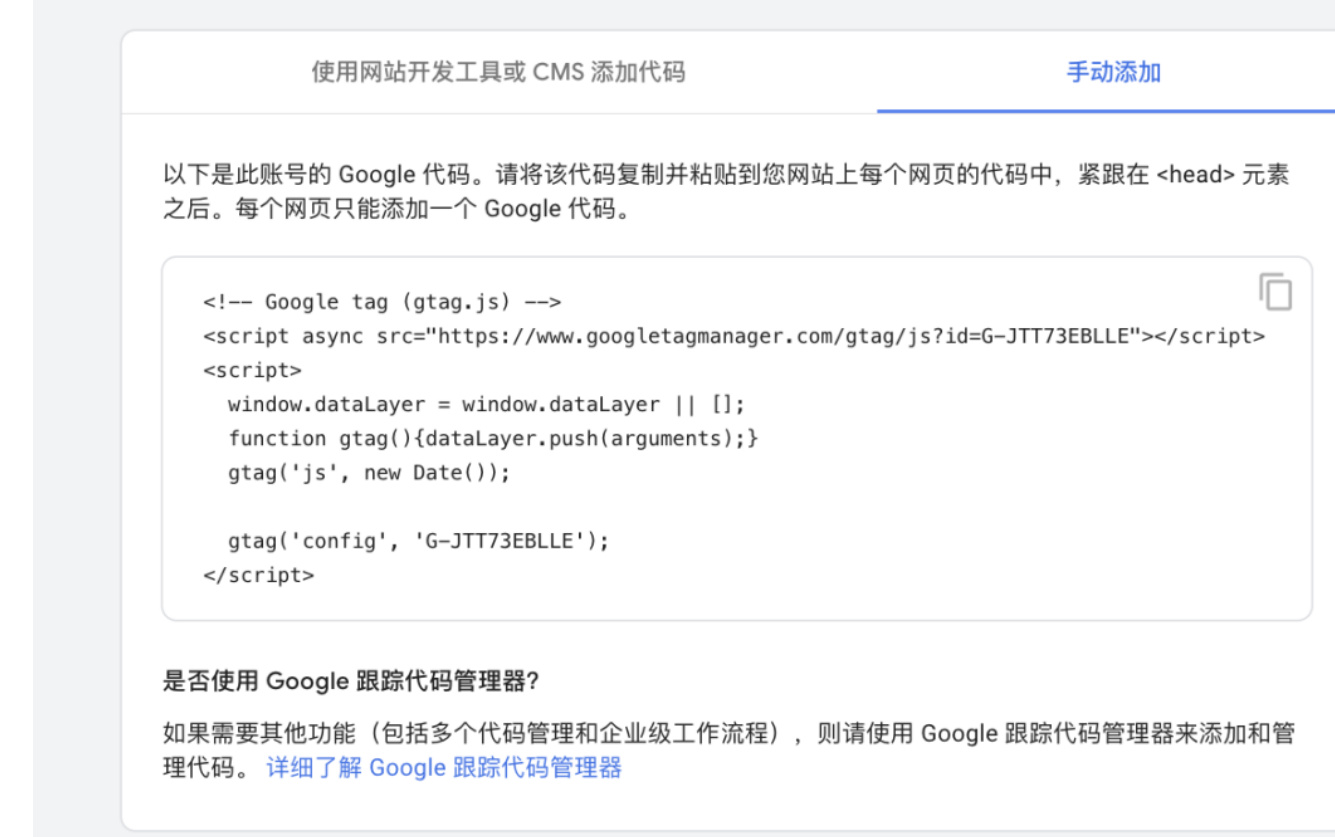 使用网站开发工具或 CMS 添加代码
手动添加
以下是此账号的 Google 代码。请将该代码复制并粘贴到您网站上每个网页的代码中，紧跟在 <head> 元素
之后。每个网页只能添加一个 Google 代码。
<!-- Google tag (gtag.js) -->
<script async src="https://www.googletagmanager.com/gtag/js?id=G-JTT73EBLLE"></script>
<script>
  window.dataLayer = window.dataLayer || [];
  function gtag(){dataLayer.push(arguments);}
  gtag('js', new Date());
  gtag('config', 'G-JTT73EBLLE');
</script>
是否使用 Google 跟踪代码管理器？
如果需要其他功能（包括多个代码管理和企业级工作流程），则请使用 Google 跟踪代码管理器来添加和管
理代码。 详细了解 Google 跟踪代码管理器